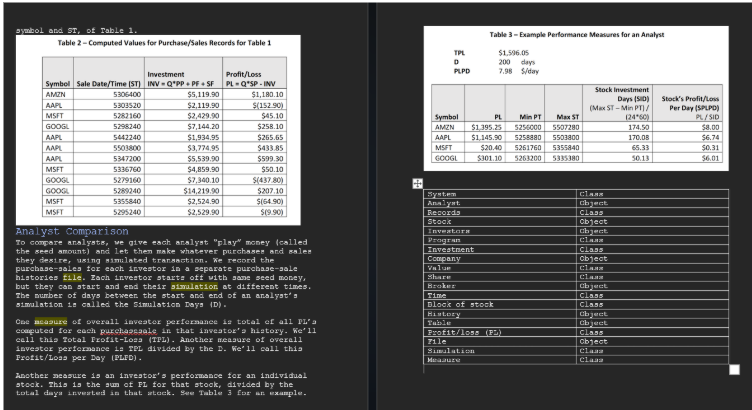 symbol and ST, of Table 1.
Table 2 – Computed Values for Purchase/Sales Records for Table 1
Symbol Sale Date/Time (ST) Investment INV = Q*PP + PF + SF Profit/Loss PL = Q*SP - INV
AMZN 5306400 $5,119.90 $1,180.10
AAPL 5303520 $2,119.90 $(152.90)
MSFT 5282160 $2,429.90 $45.10
GOOGL 5298240 $7,144.20 $258.10
AAPL 5442240 $1,934.95 $265.65
AAPL 5503800 $3,774.95 $433.85
AAPL 5347200 $5,539.90 $599.30
MSFT 5336760 $4,859.90 $50.10
GOOGL 5279160 $7,340.10 $(437.80)
GOOGL 5289240 $14,219.90 $207.10
MSFT 5355840 $2,524.90 $(64.90)
MSFT 5295240 $2,529.90 $(9.90)
Analyst Comparison
To compare analysts, we give each analyst "play" money (called
the seed amount) and let them make whatever purchases and sales
they desire, using simulated transaction. We record the
purchase-sales for each investor in a separate purchase-sale
histories file. Each investor starts off with same seed money,
but they can start and end their simulation at different times.
The number of days between the start and end of an analyst's
simulation is called the Simulation Days (D).
One measure of overall investor performance is total of all PL's
computed for each purchasesale in that investor's history. We'll
call this Total Profit-Loss (TPL). Another measure of overall
investor performance is TPL divided by the D. We'll call this
Profit/Loss per Day (PLPD).
Another measure is an investor's performance for an individual
stock. This is the sum of PL for that stock, divided by the
total days invested in that stock. See Table 3 for an example.
Table 3 – Example Performance Measures for an Analyst
TPL $1,596.05
D 200 days
PLPD 7.98 $/day
Symbol PL Min PT Max ST Stock Investment Days (SID) (Max ST – Min PT) / (24*60) Stock's Profit/Loss Per Day (SPLPD) PL / SID
AMZN $1,395.25 5256000 5507280 174.50 $8.00
AAPL $1,145.90 5258880 5503800 170.08 $6.74
MSFT $20.40 5261760 5355840 65.33 $0.31
GOOGL $301.10 5263200 5335380 50.13 $6.01
System Class
Analyst Object
Records Class
Stock Object
Investors Object
Program Class
Investment Class
Company Object
Value Class
Share Class
Broker Object
Time Class
Block of stock Class
History Object
Table Object
Profit/loss (PL) Class
File Object
Simulation Class
Measure Class